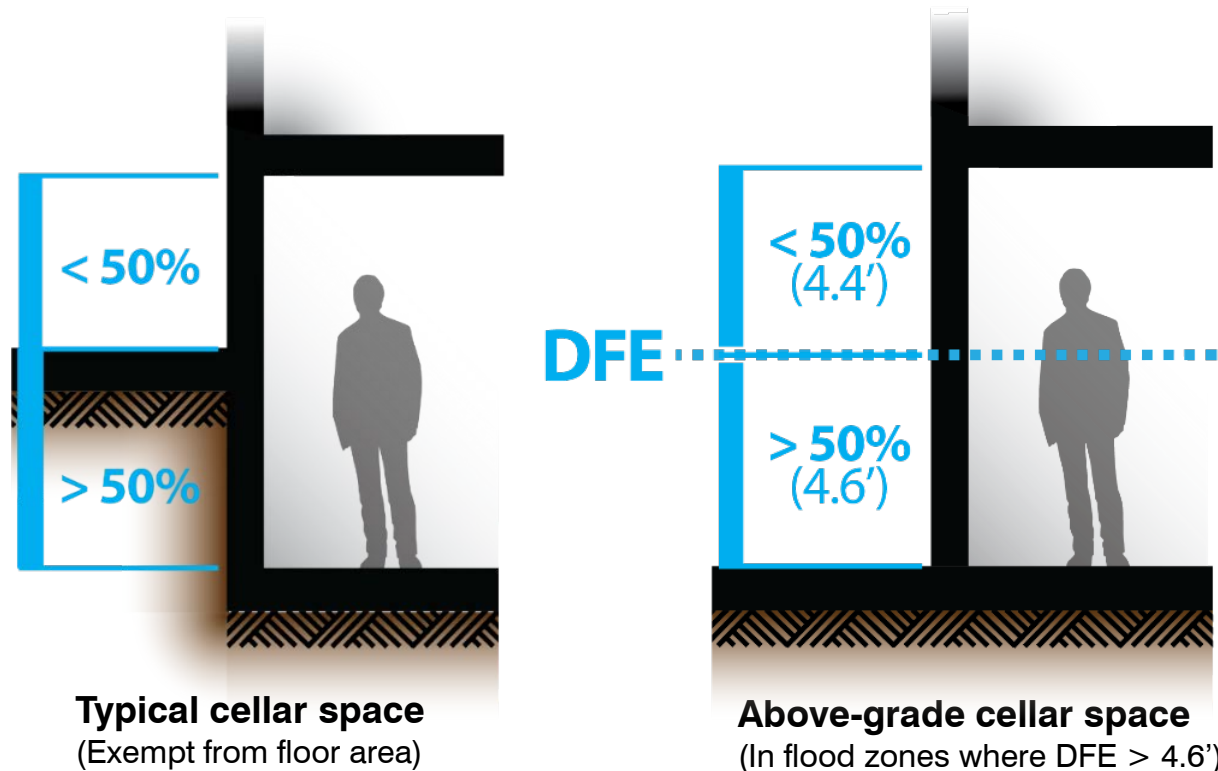 < 50%
> 50%
Typical cellar space
(Exempt from floor area)
DFE
< 50%
(4.4’)
> 50%
(4.6’)
Above-grade cellar space
(In flood zones where DFE > 4.6’)